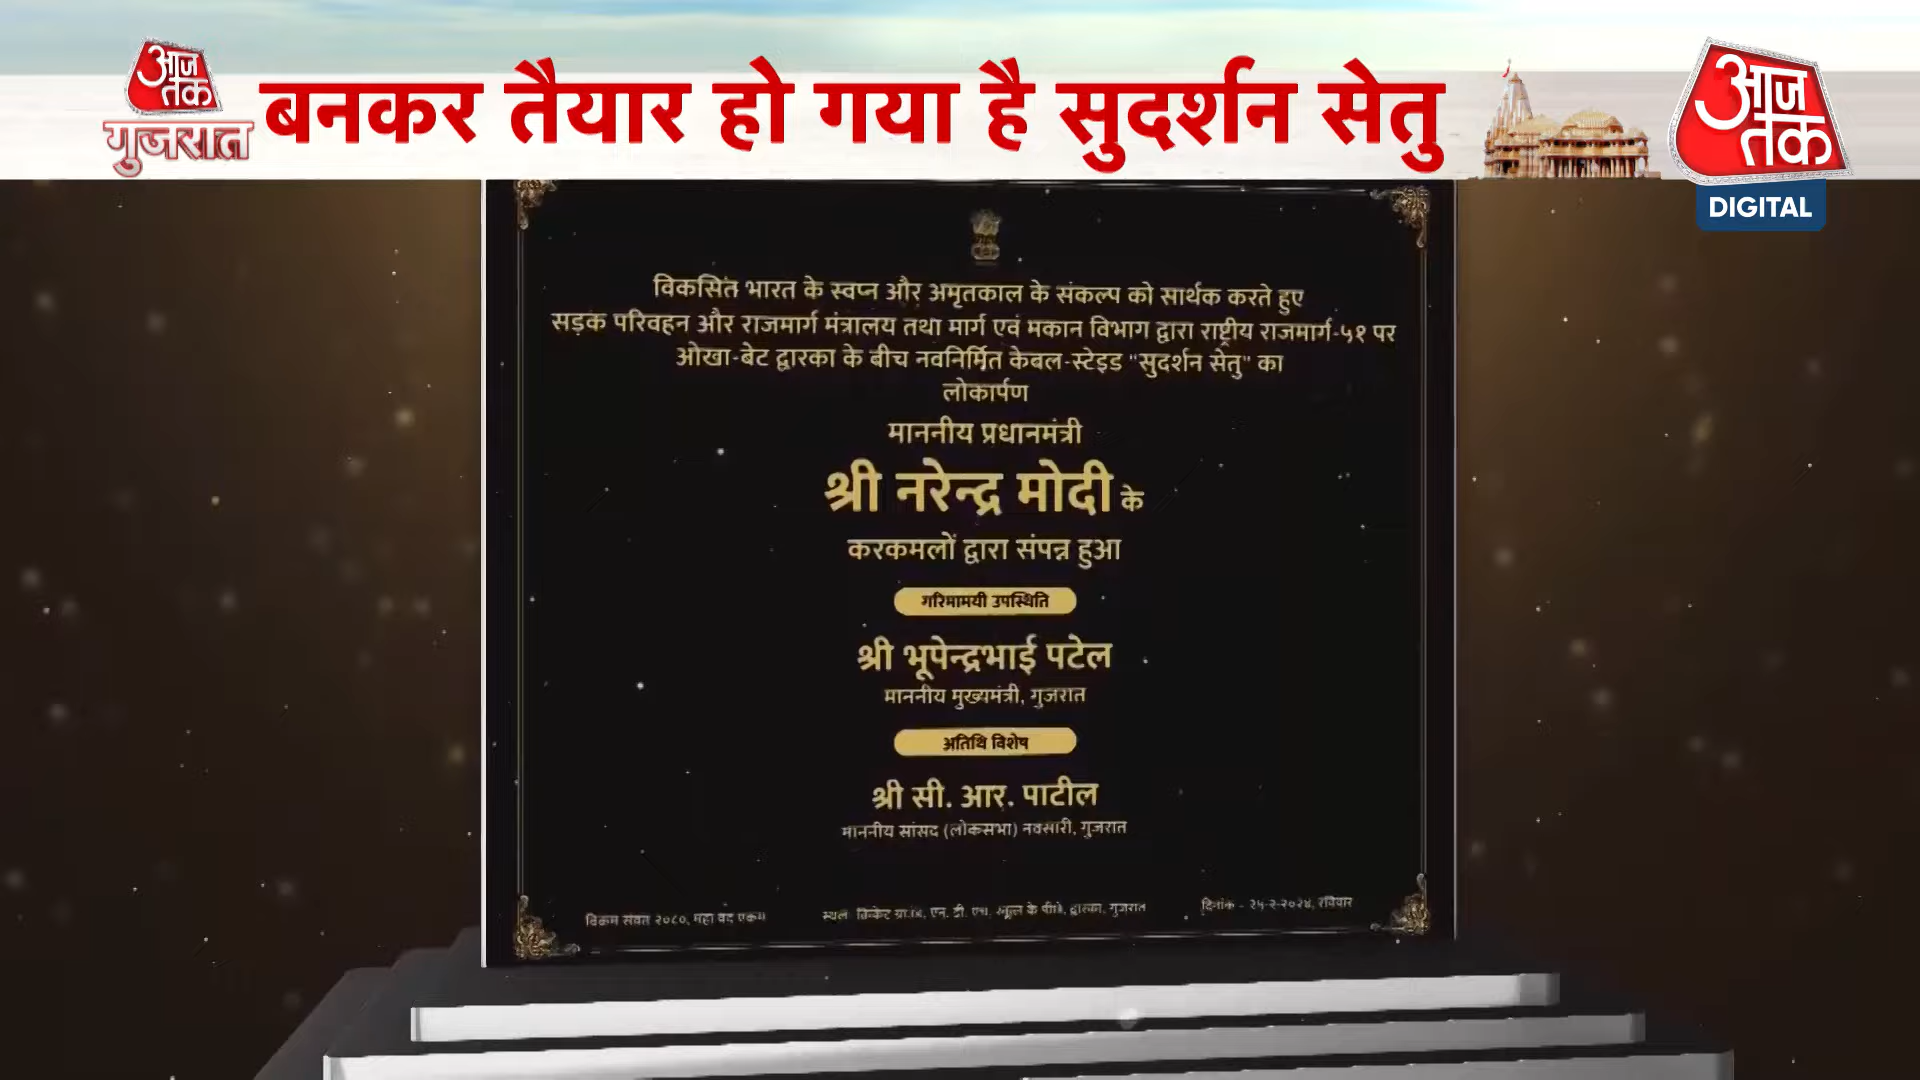 आज तक
गुजरात
बनकर तैयार हो गया है सुदर्शन सेतु
आज तक
DIGITAL
विकसित भारत के स्वप्न और अमृतकाल के संकल्प को सार्थक करते हुए
सड़क परिवहन और राजमार्ग मंत्रालय तथा मार्ग एवं मकान विभाग द्वारा राष्ट्रीय राजमार्ग-५१ पर
ओखा-बेट द्वारका के बीच नवनिर्मित केबल-स्टेइड "सुदर्शन सेतु" का
लोकार्पण
माननीय प्रधानमंत्री
श्री नरेन्द्र मोदी के
करकमलों द्वारा संपन्न हुआ
गरिमामयी उपस्थिति
श्री भूपेन्द्रभाई पटेल
माननीय मुख्यमंत्री, गुजरात
अतिथि विशेष
श्री सी. आर. पाटील
माननीय सांसद (लोकसभा) नवसारी, गुजरात
विक्रम संवत २०८०, महा वद एकम
स्थल क्रिकेट एन. डी. एच. स्कूल के पीछे, द्वारका, गुजरात
दिनांक - २५-२-२०२४, रविवार